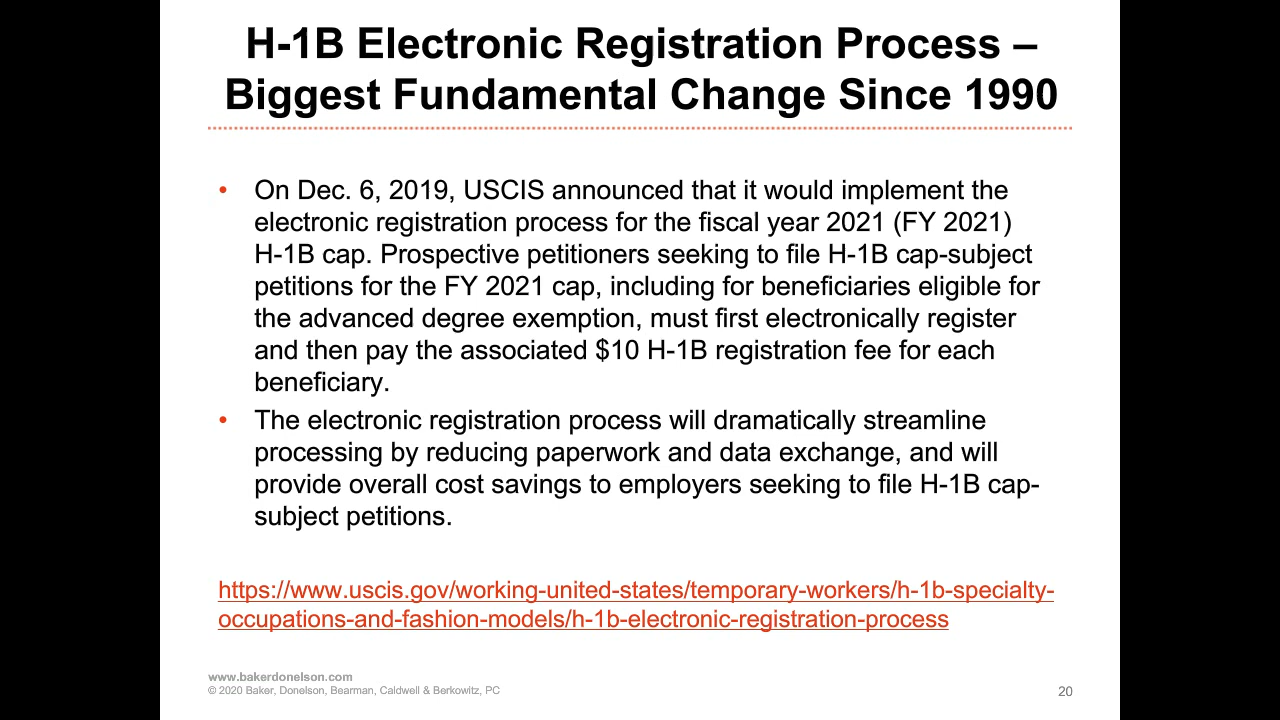 H-1B Electronic Registration Process –
Biggest Fundamental Change Since 1990
• On Dec. 6, 2019, USCIS announced that it would implement the
electronic registration process for the fiscal year 2021 (FY 2021)
H-1B cap. Prospective petitioners seeking to file H-1B cap-subject
petitions for the FY 2021 cap, including for beneficiaries eligible for
the advanced degree exemption, must first electronically register
and then pay the associated $10 H-1B registration fee for each
beneficiary.
• The electronic registration process will dramatically streamline
processing by reducing paperwork and data exchange, and will
provide overall cost savings to employers seeking to file H-1B cap-
subject petitions.
https://www.uscis.gov/working-united-states/temporary-workers/h-1b-specialty-
occupations-and-fashion-models/h-1b-electronic-registration-process
www.bakerdonelson.com
© 2020 Baker, Donelson, Bearman, Caldwell & Berkowitz, PC
20